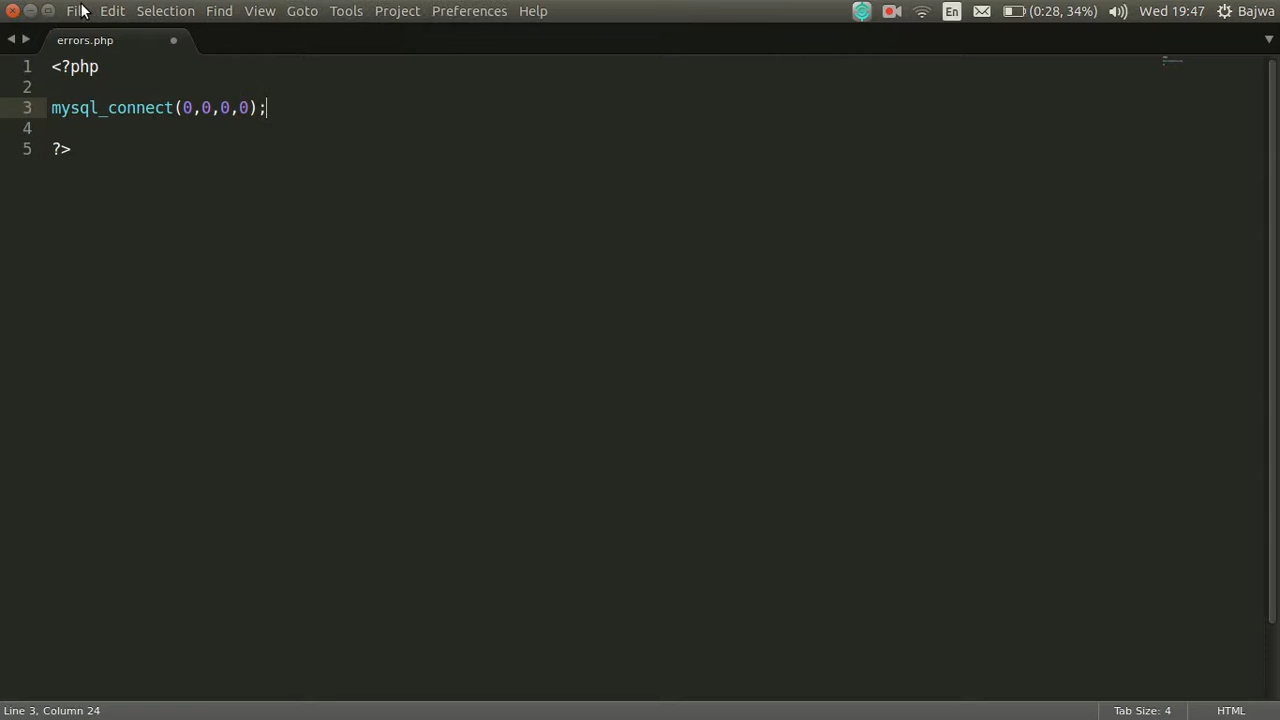 File Edit Selection Find View Goto Tools Project Preferences Help En (0:28, 34%) Wed 19:47 Bajwa
errors.php
1 <?php
2
3 mysql_connect(0,0,0,0);
4
5 ?>
Line 3, Column 24 Tab Size: 4 HTML